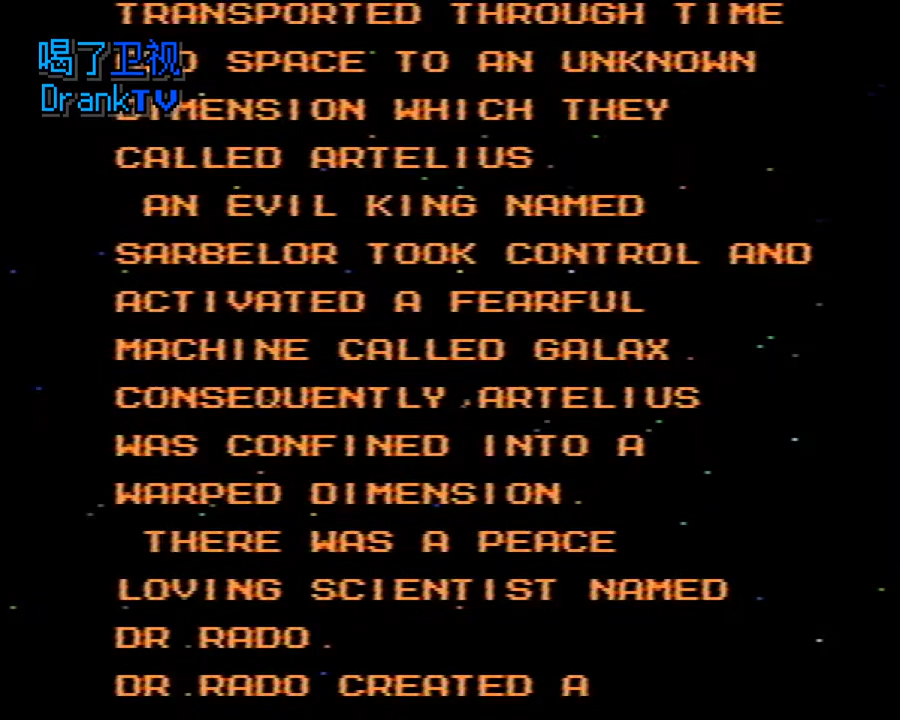 TRANSPORTED THROUGH TIME
喝了卫视
SPACE TO AN UNKNOWN
DrankTV
DIMENSION WHICH THEY
CALLED ARTELIUS.
AN EVIL KING NAMED
SARBELOR TOOK CONTROL AND
ACTIVATED A FEARFUL
MACHINE CALLED GALAX.
CONSEQUENTLY,ARTELIUS
WAS CONFINED INTO A
WARPED DIMENSION.
THERE WAS A PEACE
LOVING SCIENTIST NAMED
DR.RADO.
DR.RADO CREATED A